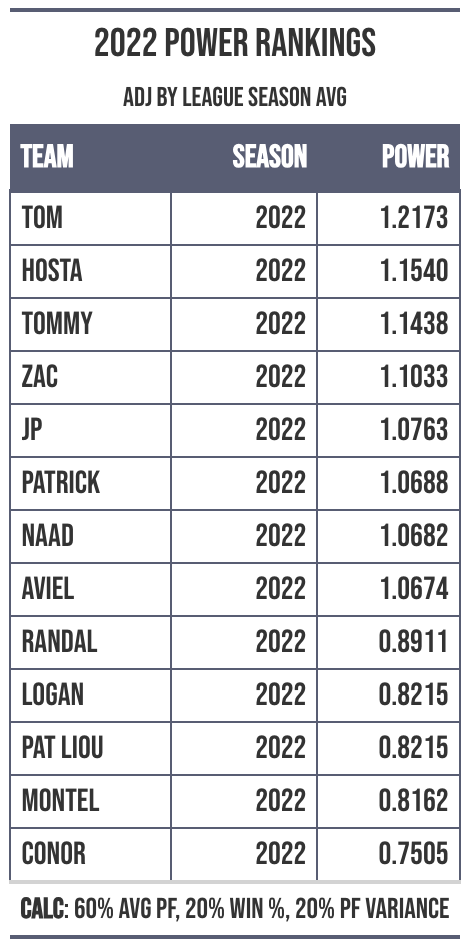 2022 POWER RANKINGS
ADJ BY LEAGUE SEASON AVG
TEAM SEASON POWER
TOM 2022 1.2173
HOSTA 2022 1.1540
TOMMY 2022 1.1438
ZAC 2022 1.1033
JP 2022 1.0763
PATRICK 2022 1.0688
NAAD 2022 1.0682
AVIEL 2022 1.0674
RANDAL 2022 0.8911
LOGAN 2022 0.8215
PAT LIOU 2022 0.8215
MONTEL 2022 0.8162
CONOR 2022 0.7505
CALC: 60% AVG PF, 20% WIN %, 20% PF VARIANCE